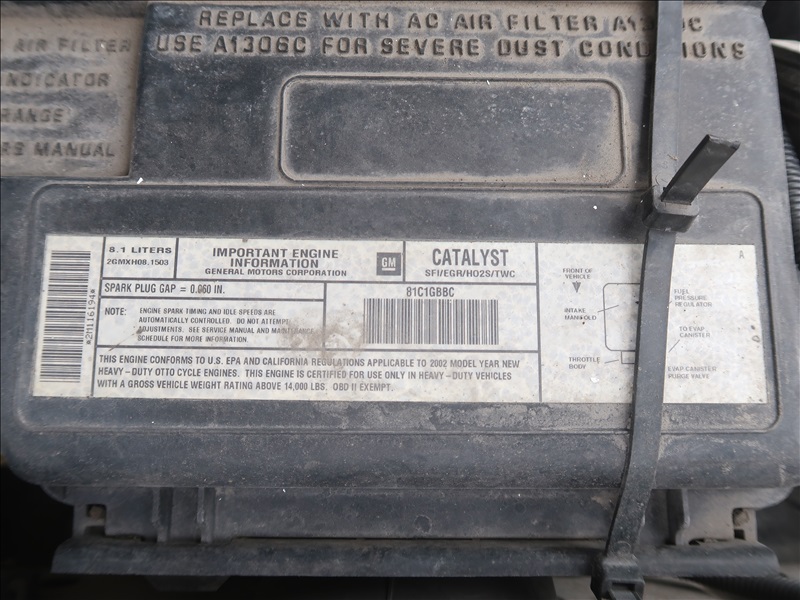 REPLACE WITH AC AIR FILTER
USE A1306C FOR SEVERE DUST CONDITIONS
AIR FILTER
INDICATOR
RANGE
RS MANUAL
8.1 LITERS
2GMXH08.1503
IMPORTANT ENGINE
INFORMATION
GENERAL MOTORS CORPORATION
GM
CATALYST
SFI/EGR/HO2S/TWC
SPARK PLUG GAP = 0.060 IN.
81C1GBBC
NOTE: ENGINE SPARK TIMING AND IDLE SPEEDS ARE
AUTOMATICALLY CONTROLLED. DO NOT ATTEMPT
ADJUSTMENTS. SEE SERVICE MANUAL AND MAINTENANCE
SCHEDULE FOR MORE INFORMATION.
THIS ENGINE CONFORMS TO U.S. EPA AND CALIFORNIA REGULATIONS APPLICABLE TO 2002 MODEL YEAR NEW
HEAVY-DUTY OTTO CYCLE ENGINES. THIS ENGINE IS CERTIFIED FOR USE ONLY IN HEAVY-DUTY VEHICLES
WITH A GROSS VEHICLE WEIGHT RATING ABOVE 14,000 LBS. OBD II EXEMPT.
*2M116194*
A
FRONT OF
VEHICLE
INTAKE
MANIFOLD
THROTTLE
BODY
FUEL
PRESSURE
REGULATOR
TO EVAP
CANISTER
EVAP CANISTER
PURGE VALVE